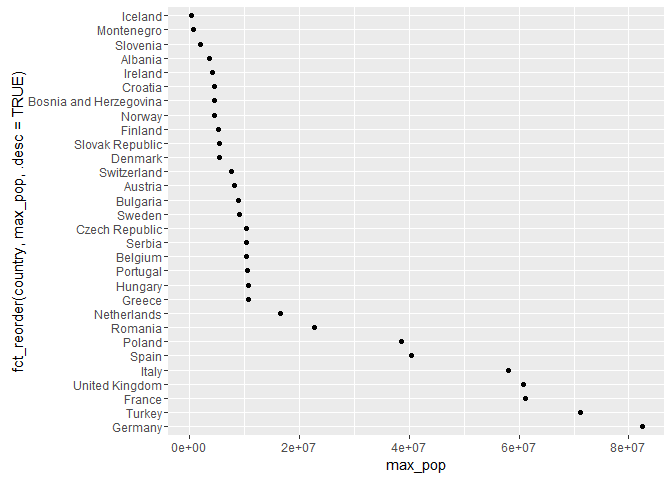 Iceland
Montenegro
Slovenia
Albania
Ireland
Croatia
Bosnia and Herzegovina
Norway
Finland
Slovak Republic
Denmark
Switzerland
Austria
Bulgaria
Sweden
Czech Republic
Serbia
Belgium
Portugal
Hungary
Greece
Netherlands
Romania
Poland
Spain
Italy
United Kingdom
France
Turkey
Germany
fct_reorder(country, max_pop, .desc = TRUE)
0e+00 2e+07 4e+07 6e+07 8e+07
max_pop